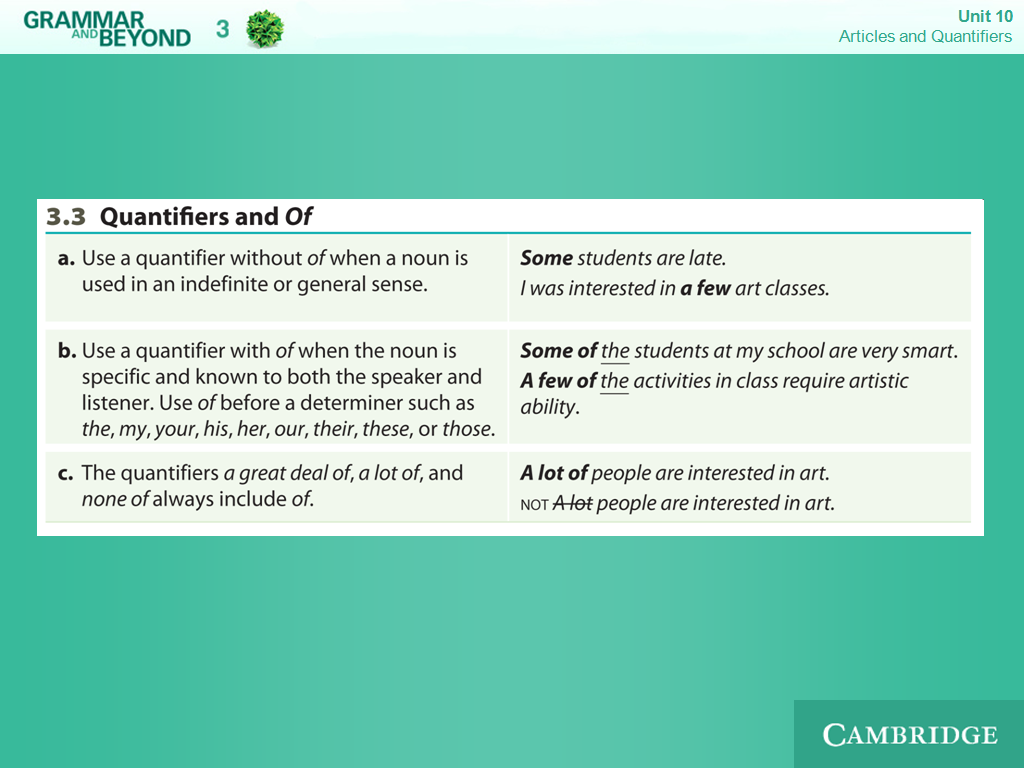 GRAMMAR
AND BEYOND 3
Unit 10
Articles and Quantifiers
3.3 Quantifiers and Of
a. Use a quantifier without of when a noun is
used in an indefinite or general sense.
Some students are late.
I was interested in a few art classes.
b. Use a quantifier with of when the noun is
specific and known to both the speaker and
listener. Use of before a determiner such as
the, my, your, his, her, our, their, these, or those.
Some of the students at my school are very smart.
A few of the activities in class require artistic
ability.
c. The quantifiers a great deal of, a lot of, and
none of always include of.
A lot of people are interested in art.
NOT A lot people are interested in art.
CAMBRIDGE